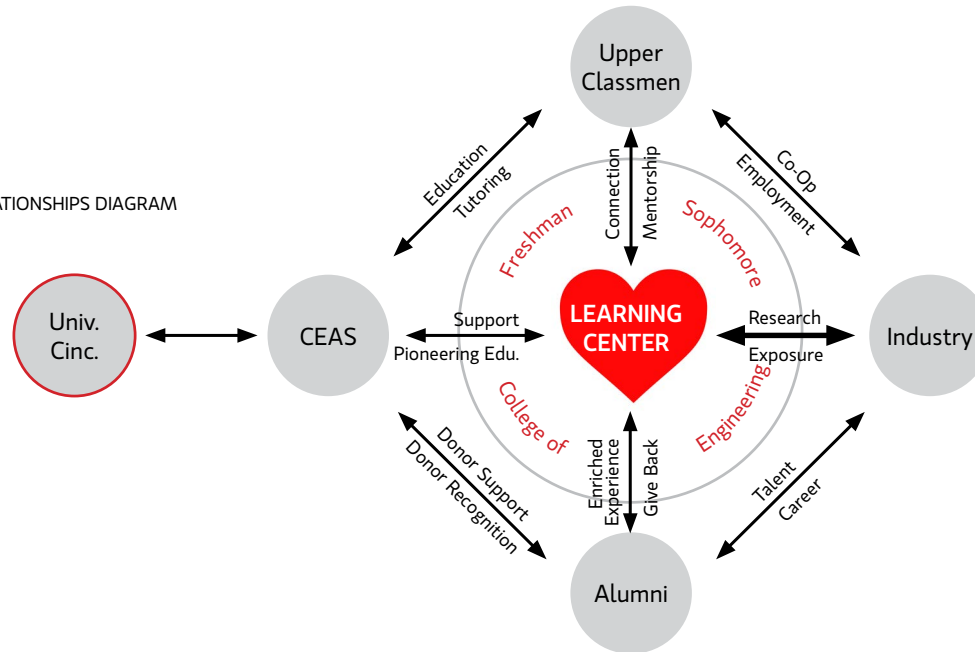 Upper
Classmen
Education
Tutoring
Connection
Mentorship
Co-Op
Employment
ATIONSHIPS DIAGRAM
Freshman
Sophomore
Univ.
Cinc.
CEAS
Support
Pioneering Edu.
LEARNING
CENTER
Research
Exposure
Industry
College of
Engineering
Donor Support
Donor Recognition
Enriched
Experience
Give Back
Talent
Career
Alumni